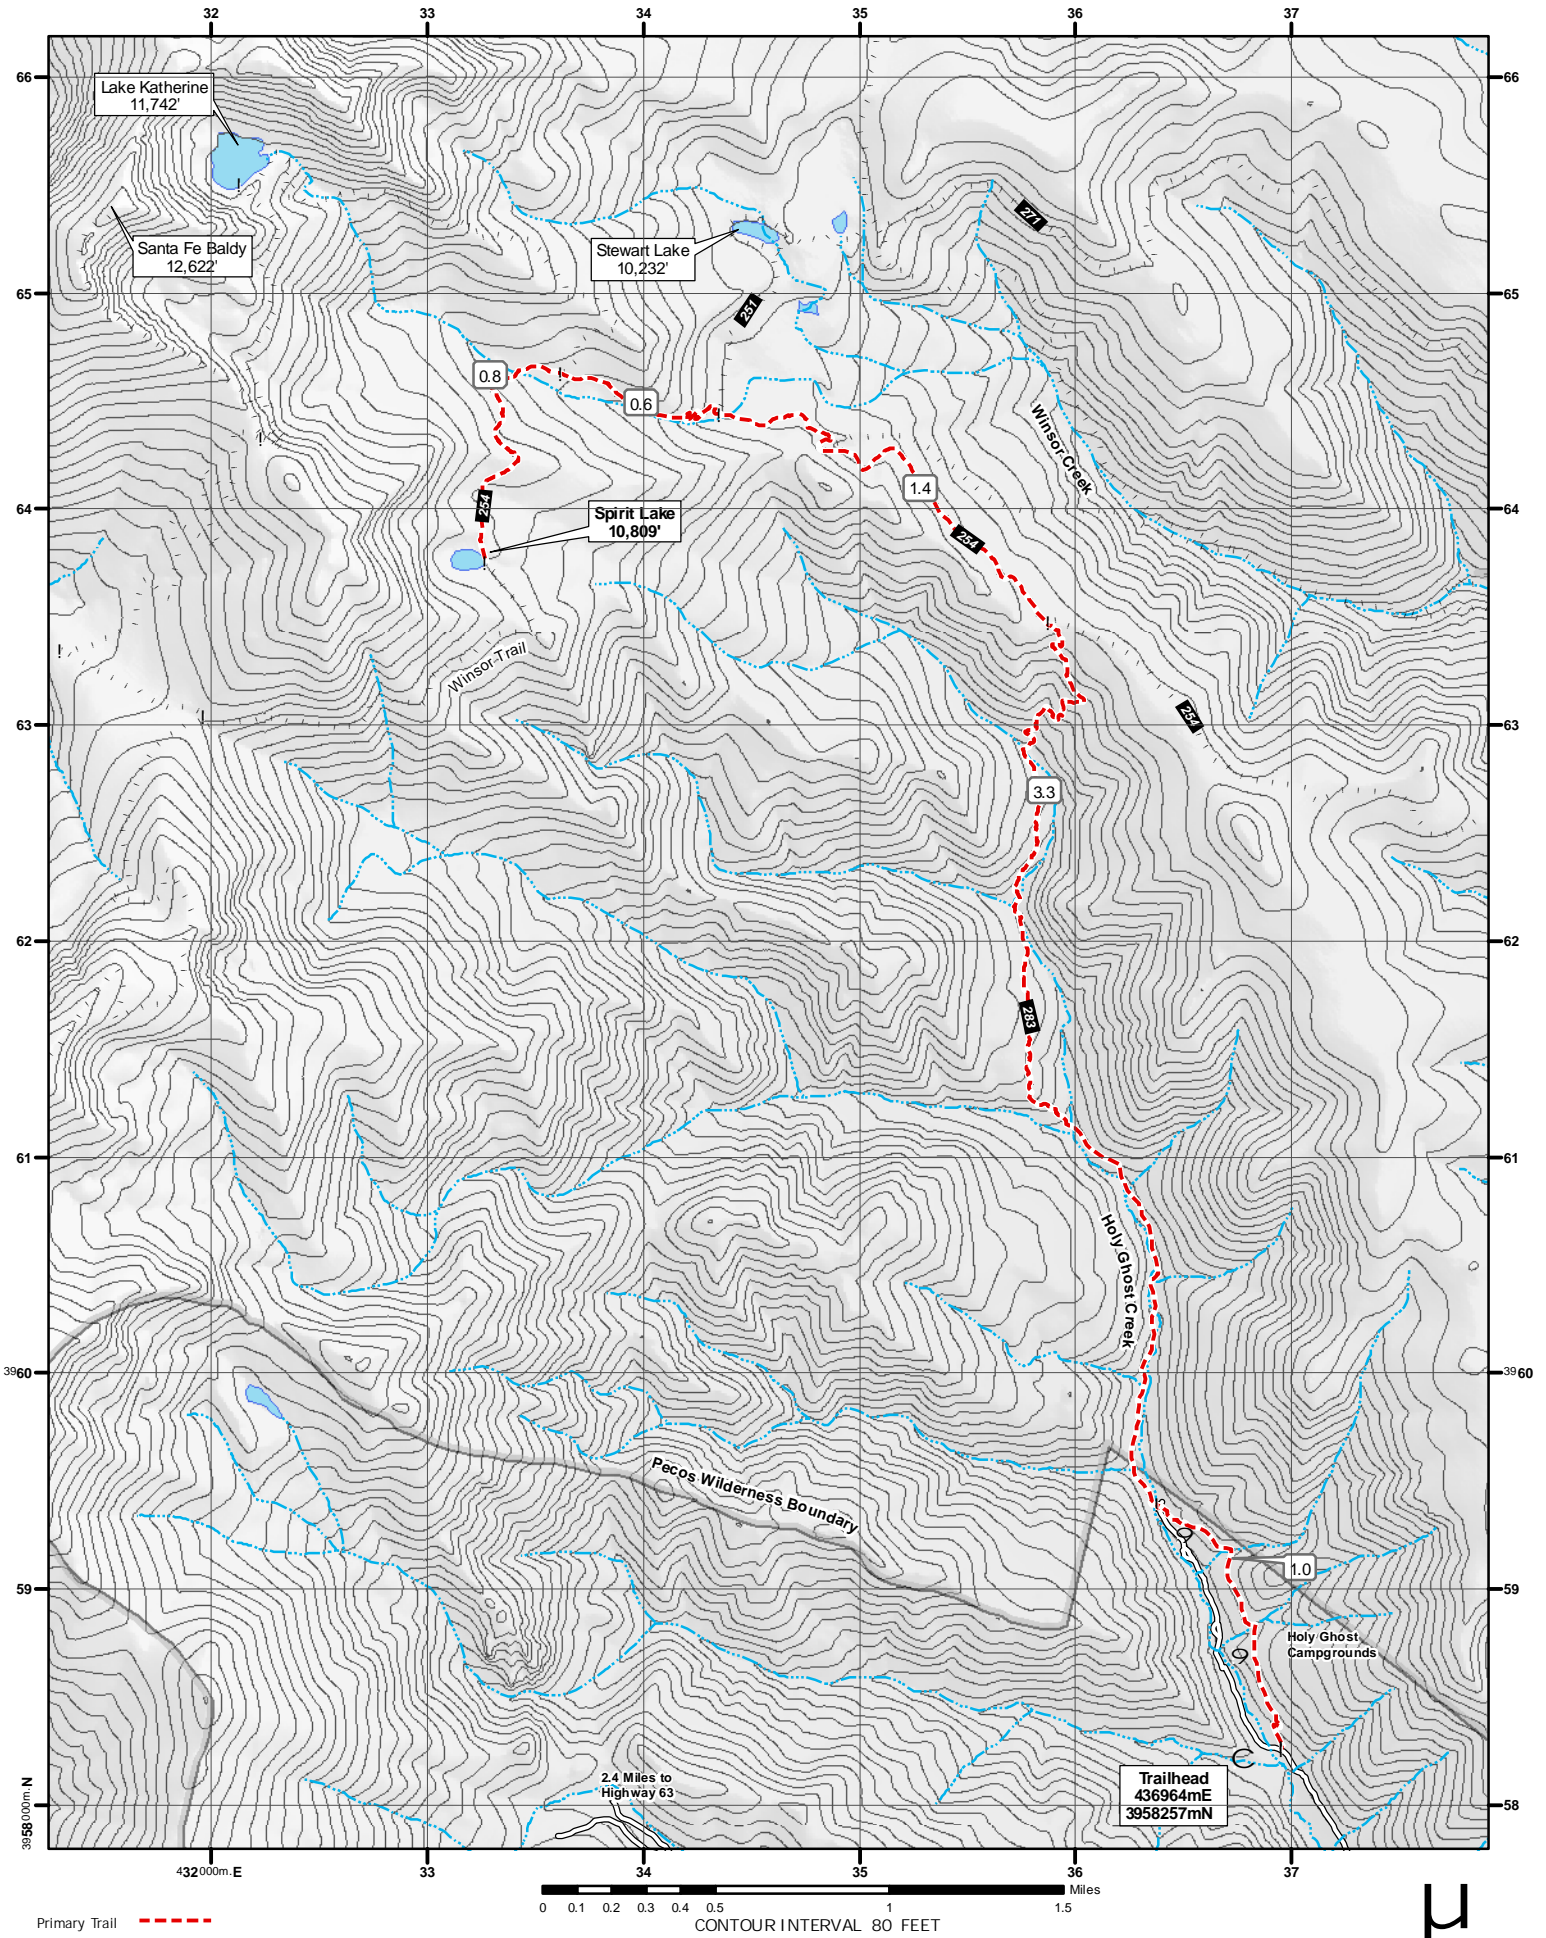 32 33 34 35 36 37
66 66
Lake Katherine
11,742'
Santa Fe Baldy
12,622'
271
Stewart Lake
10,232'
65 65
251
0.8
0.6
Winsor Creek
1.4
254
64 64
Spirit Lake
10,809'
254
Winsor Trail
254
63 63
3.3
62 62
283
61 61
Holy Ghost Creek
3960 3960
Pecos Wilderness Boundary
1.0
59 59
Holy Ghost
Campgrounds
2.4 Miles to
Highway 63
Trailhead
436964mE
3958257mN
3958000m.N 58
432000m.E 33 34 35 36 37
Miles
0 0.1 0.2 0.3 0.4 0.5 1 1.5
CONTOUR INTERVAL 80 FEET
Primary Trail
µ